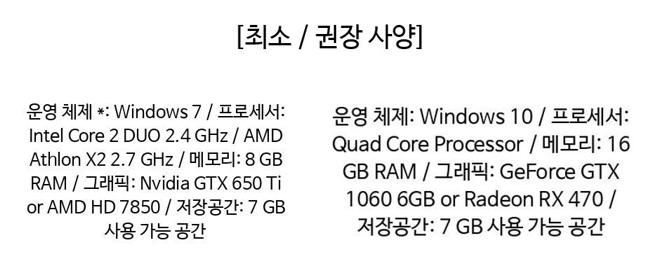 [최소 / 권장 사양]
운영 체제 *: Windows 7 / 프로세서:
Intel Core 2 DUO 2.4 GHz / AMD
Athlon X2 2.7 GHz / 메모리: 8 GB
RAM / 그래픽: Nvidia GTX 650 Ti
or AMD HD 7850 / 저장공간: 7 GB
사용 가능 공간
운영 체제: Windows 10 / 프로세서:
Quad Core Processor / 메모리: 16
GB RAM / 그래픽: GeForce GTX
1060 6GB or Radeon RX 470 /
저장공간: 7 GB 사용 가능 공간